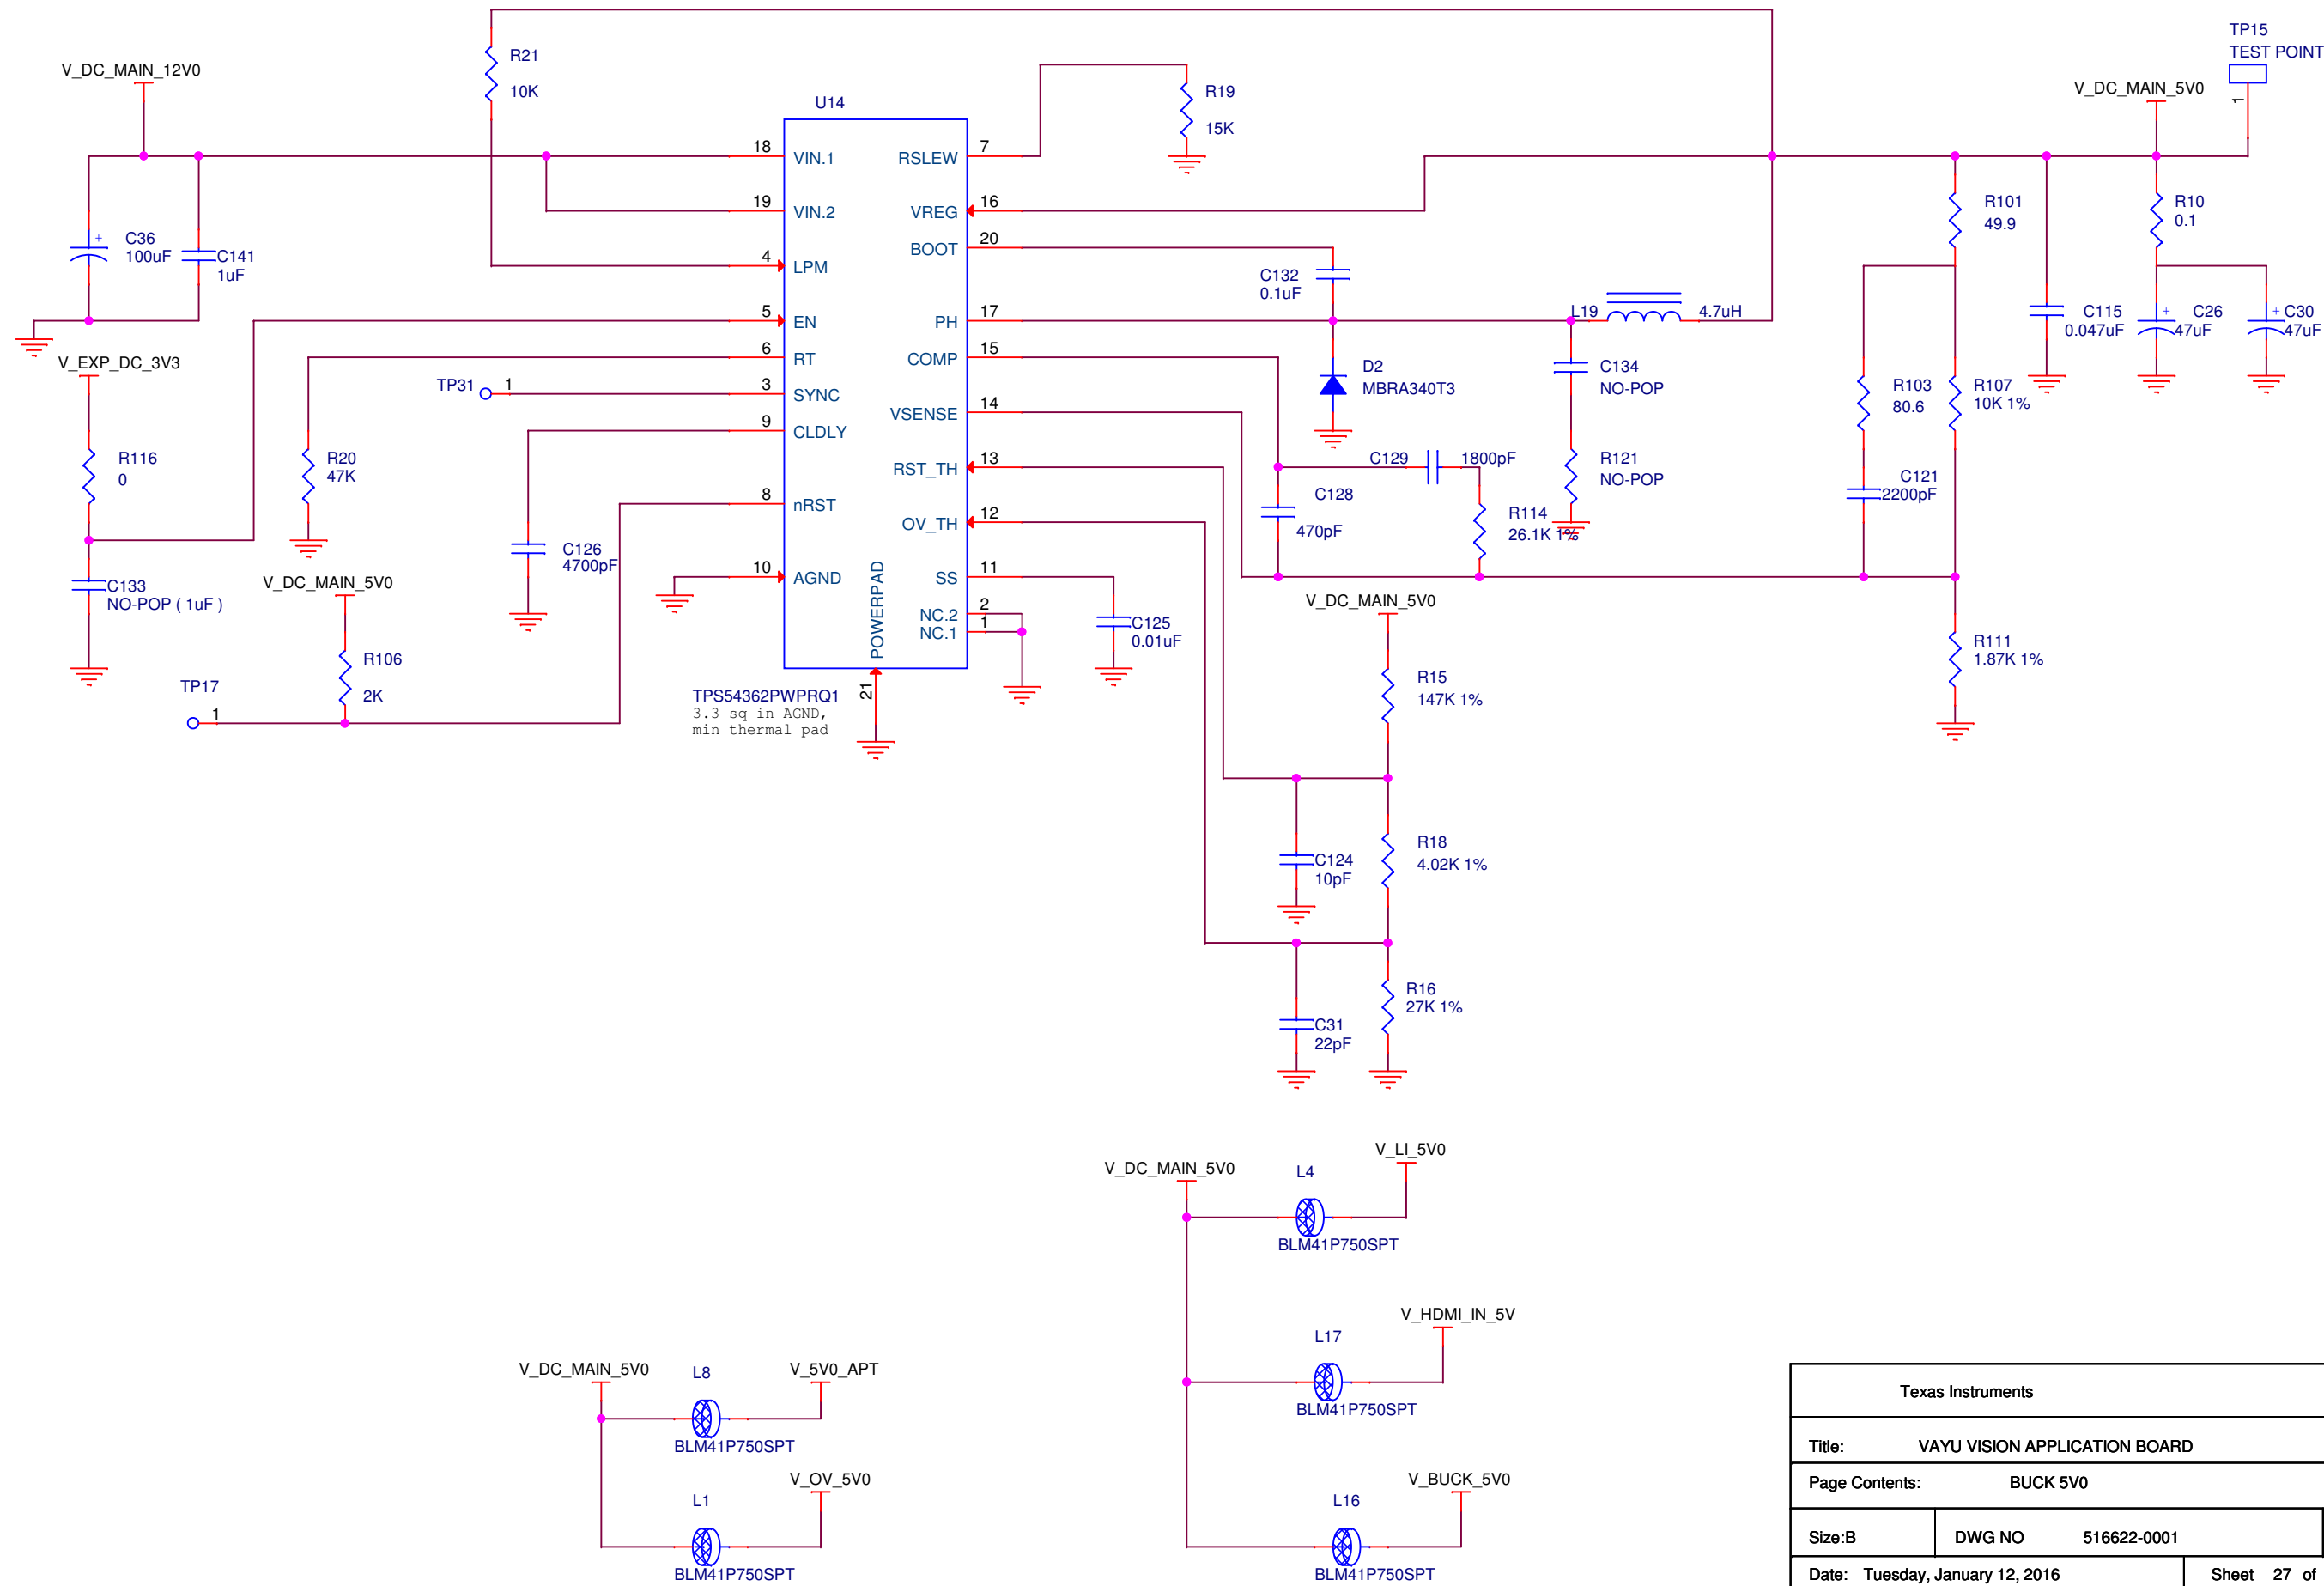 TP15
TEST POINT
1
V_DC_MAIN_12V0
R21
10K
V_DC_MAIN_5V0
U14
R19
15K
18 VIN.1
RSLEW 7
19 VIN.2
VREG 16
BOOT 20
4 LPM
5 EN
PH 17
6 RT
COMP 15
3 SYNC
VSENSE 14
9 CLDLY
RST_TH 13
8 nRST
OV_TH 12
10 AGND
SS 11
NC.2 2
NC.1 1
POWERPAD
21
TPS54362PWPRQ1
3.3 sq in AGND,
min thermal pad
+
C36
100uF
C141
1uF
V_EXP_DC_3V3
R116
0
C133
NO-POP ( 1uF )
R20
47K
TP31 1
C126
4700pF
V_DC_MAIN_5V0
R106
2K
TP17
1
C132
0.1uF
L19 4.7uH
D2
MBRA340T3
C134
NO-POP
R121
NO-POP
C129 1800pF
C128
470pF
R114
26.1K 1%
R101
49.9
R10
0.1
C115
0.047uF
+ C26
47uF
+ C30
47uF
R103
80.6
R107
10K 1%
C121
2200pF
R111
1.87K 1%
C125
0.01uF
V_DC_MAIN_5V0
R15
147K 1%
R18
4.02K 1%
C124
10pF
R16
27K 1%
C31
22pF
V_DC_MAIN_5V0
L4
V_LI_5V0
BLM41P750SPT
L17
V_HDMI_IN_5V
BLM41P750SPT
L16
V_BUCK_5V0
BLM41P750SPT
V_DC_MAIN_5V0
L8
V_5V0_APT
BLM41P750SPT
L1
V_OV_5V0
BLM41P750SPT
Texas Instruments
Title: VAYU VISION APPLICATION BOARD
Page Contents: BUCK 5V0
Size:B DWG NO 516622-0001
Date: Tuesday, January 12, 2016 Sheet 27 of